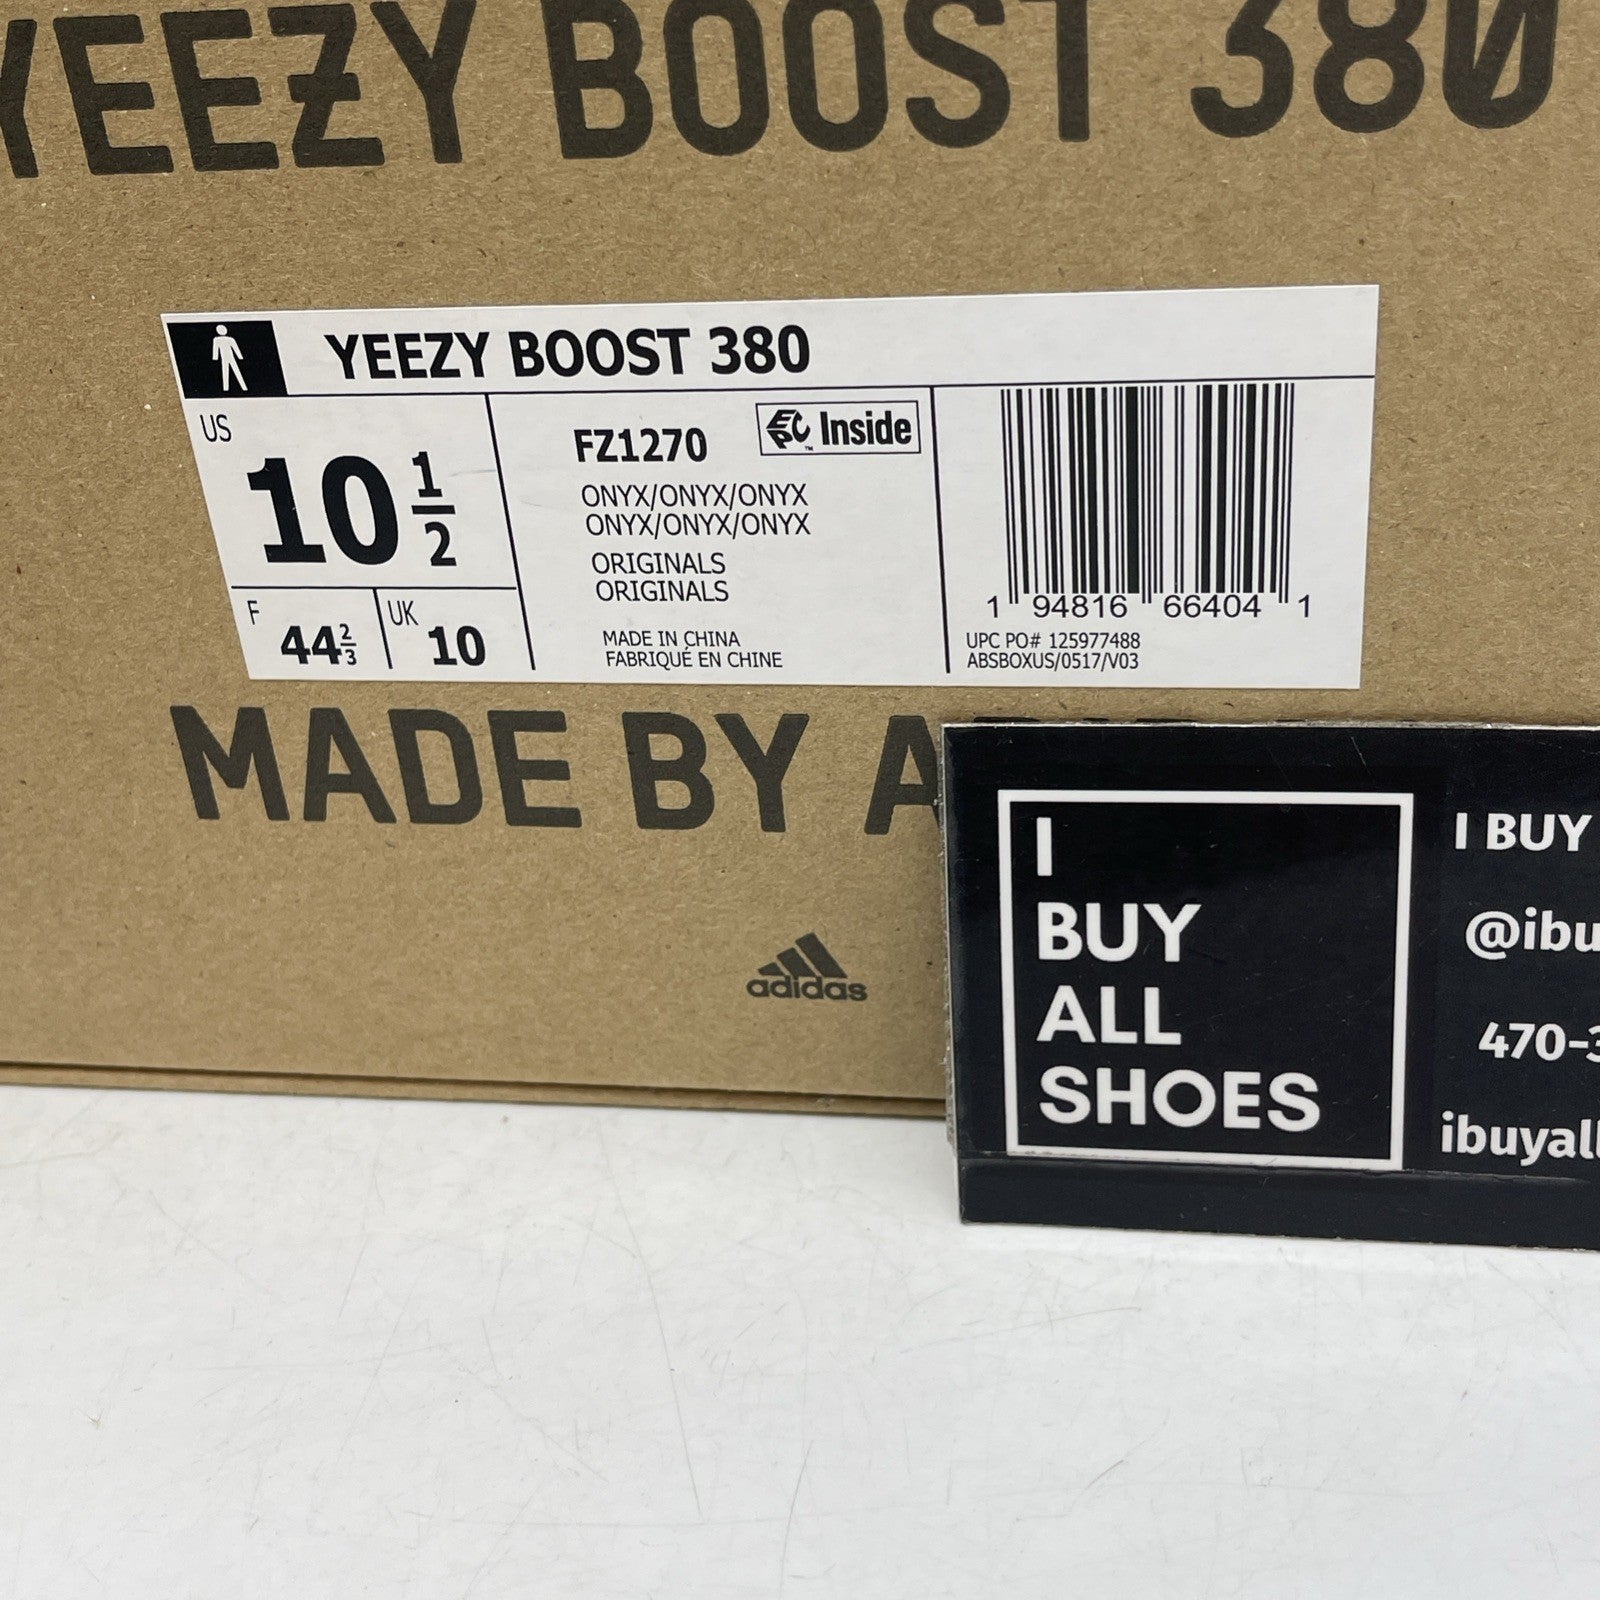 YEEZY BOOST 380
YEEZY BOOST 380
US
10 1/2
F
44 2/3
UK
10
FZ1270
EPC Inside
ONYX/ONYX/ONYX
ONYX/ONYX/ONYX
ORIGINALS
ORIGINALS
MADE IN CHINA
FABRIQUÉ EN CHINE
1 94816 66404 1
UPC PO# 125977488
ABSBOXUS/0517/V03
MADE BY A
adidas
I
BUY
ALL
SHOES
I BUY
@ibu
470-3
ibuyall